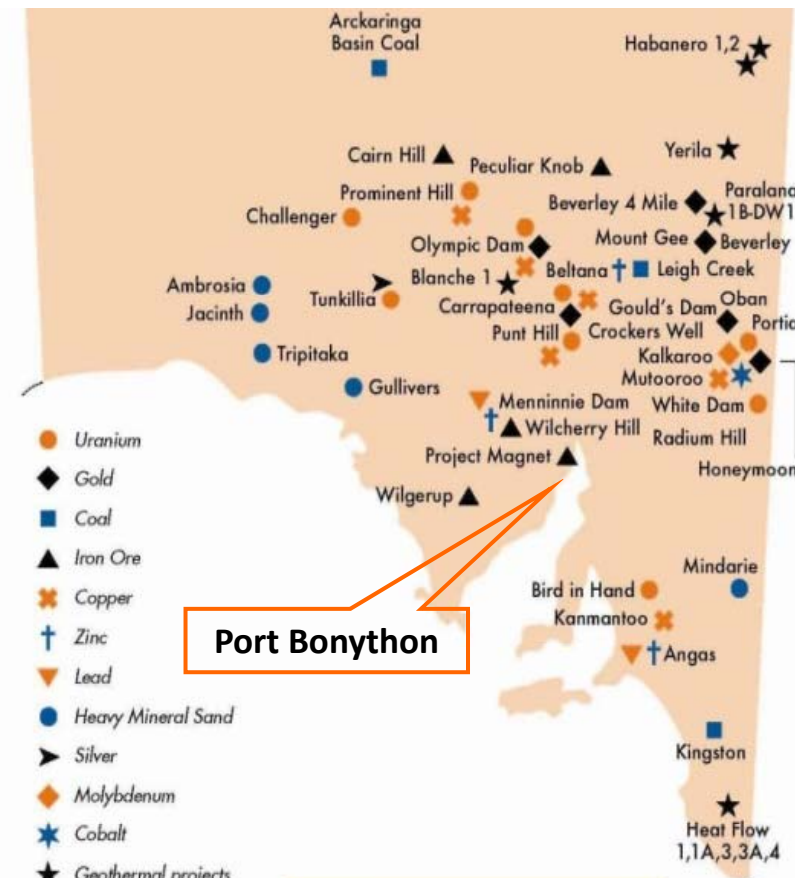 Arckaringa
Basin Coal
Habanero 1,2
Cairn Hill
Peculiar Knob
Yerila
Prominent Hill
Beverley 4 Mile
Paralana
1B-DW1
Challenger
Olympic Dam
Mount Gee
Beverley
Ambrosia
Blanche 1
Beltana
Leigh Creek
Jacinth
Tunkillia
Carrapateena
Gould's Dam
Oban
Punt Hill
Crockers Well
Portia
Tripitaka
Kalkaroo
Gullivers
Mutooroo
Menninnie Dam
White Dam
Wilcherry Hill
Radium Hill
Project Magnet
Honeymoon
Wilgerup
Uranium
Gold
Coal
Iron Ore
Copper
Zinc
Lead
Heavy Mineral Sand
Silver
Molybdenum
Cobalt
Geothermal projects
Port Bonython
Mindarie
Bird in Hand
Kanmantoo
Angas
Kingston
Heat Flow
1,1A,3,3A,4